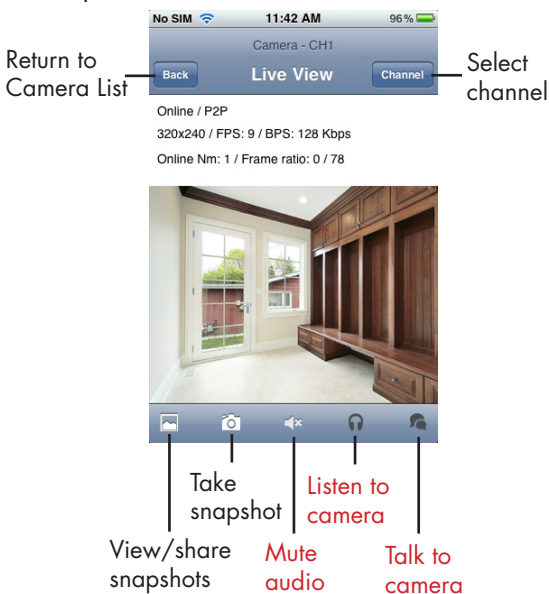 No SIM 11:42 AM 96%
Camera - CH1
Back Live View Channel
Return to
Camera List
Select
channel
Online / P2P
320x240 / FPS: 9 / BPS: 128 Kbps
Online Nm: 1 / Frame ratio: 0 / 78
Take
snapshot
Listen to
camera
View/share
snapshots
Mute
audio
Talk to
camera